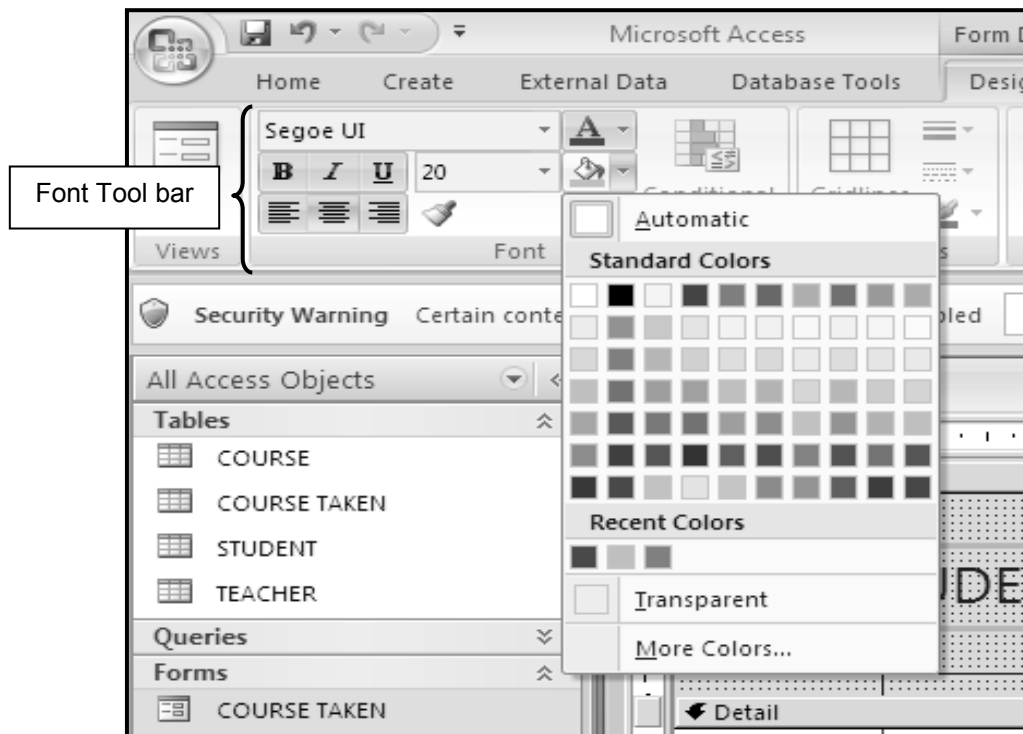 Microsoft Access Form D
Home Create External Data Database Tools Desig
Segoe UI A
B I U 20
Font Tool bar
Views Font s
Automatic
Standard Colors
Security Warning Certain conte bled
All Access Objects
Tables
COURSE
COURSE TAKEN
STUDENT
TEACHER
Recent Colors
Transparent
More Colors...
UDE
Queries
Forms
COURSE TAKEN
Detail